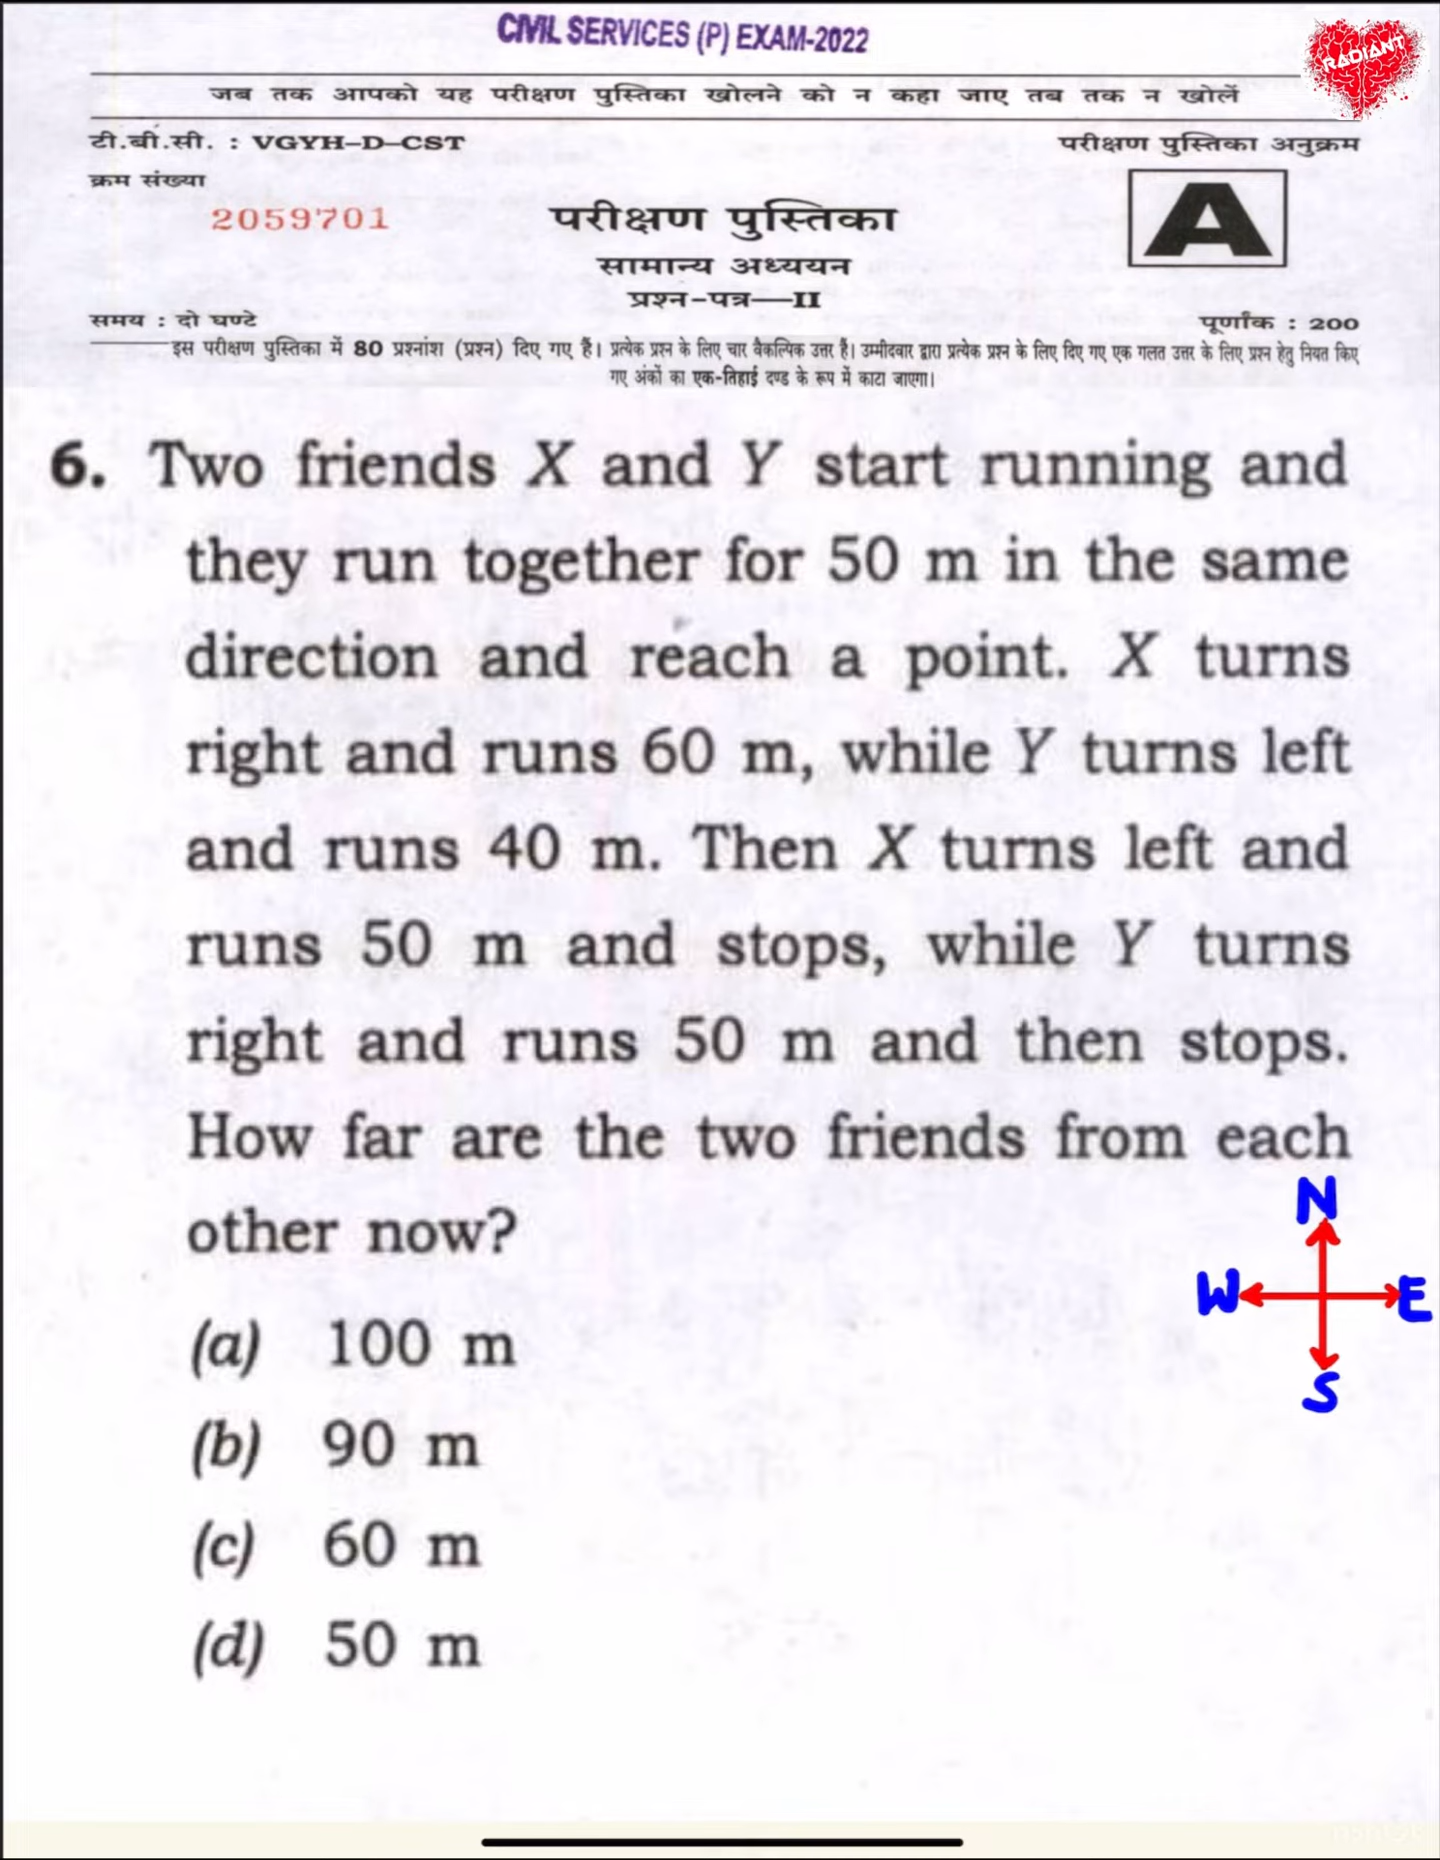 CIVIL SERVICES (P) EXAM-2022
RADIANT
जब तक आपको यह परीक्षण पुस्तिका खोलने को न कहा जाए तब तक न खोलें
टी.बी.सी. : VGYH-D-CST
परीक्षण पुस्तिका अनुक्रम
क्रम संख्या
2059701
परीक्षण पुस्तिका
A
सामान्य अध्ययन
प्रश्न-पत्र—II
समय : दो घण्टे
पूर्णांक : 200
इस परीक्षण पुस्तिका में 80 प्रश्नांश (प्रश्न) दिए गए हैं। प्रत्येक प्रश्न के लिए चार वैकल्पिक उत्तर हैं। उम्मीदवार द्वारा प्रत्येक प्रश्न के लिए दिए गए एक गलत उत्तर के लिए प्रश्न हेतु नियत किए
गए अंकों का एक-तिहाई दण्ड के रूप में काटा जाएगा।
6. Two friends X and Y start running and
they run together for 50 m in the same
direction and reach a point. X turns
right and runs 60 m, while Y turns left
and runs 40 m. Then X turns left and
runs 50 m and stops, while Y turns
right and runs 50 m and then stops.
How far are the two friends from each
other now?
N
W E
S
(a) 100 m
(b) 90 m
(c) 60 m
(d) 50 m